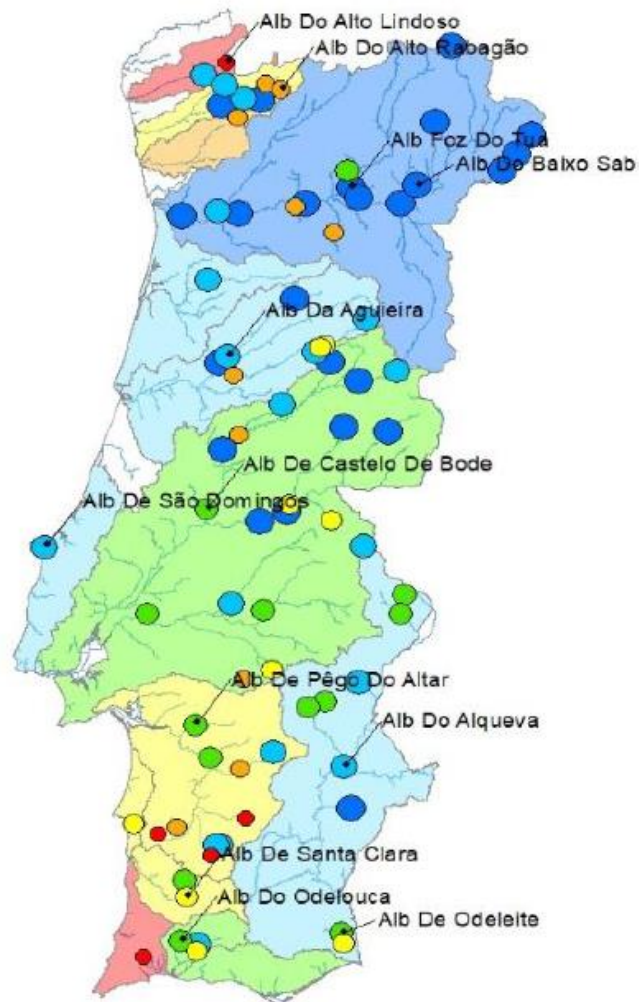 Alb Do Alto Lindoso
Alb Do Alto Rabagão
Alb Foz Do Tua
Alb Do Baixo Sab
Alb Da Aguieira
Alb De Castelo De Bode
Alb De São Domingos
Alb De Pêgo Do Altar
Alb Do Alqueva
Alb De Santa Clara
Alb Do Odelouca
Alb De Odeleite